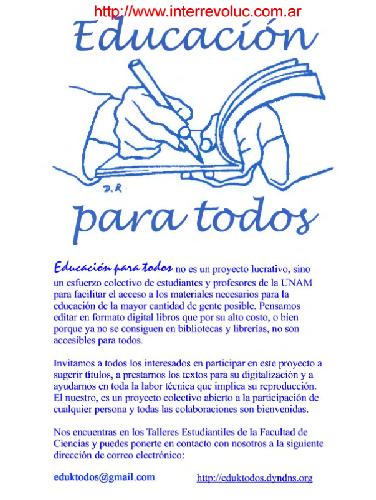 http://www.interrevoluc.com.ar
Educación
D.R
para todos
Educación para todos no es un proyecto lucrativo, sino
un esfuerzo colectivo de estudiantes y profesores de la UNAM
para facilitar el acceso a los materiales necesarios para la
educación de la mayor cantidad de gente posible. Pensamos
editar en formato digital libros que por su alto costo, o bien
porque ya no se consiguen en bibliotecas y librerías, no son
accesibles para todos.
Invitamos a todos los interesados en participar en este proyecto a
sugerir títulos, a prestarnos los textos para su digitalización y a
ayudarnos en toda la labor técnica que implica su reproducción.
El nuestro, es un proyecto colectivo abierto a la participación de
cualquier persona y todas las colaboraciones son bienvenidas.
Nos encuentras en los Talleres Estudiantiles de la Facultad de
Ciencias y puedes ponerte en contacto con nosotros a la siguiente
dirección de correo electrónico:
eduktodos@gmail.com http://eduktodos.dyndns.org